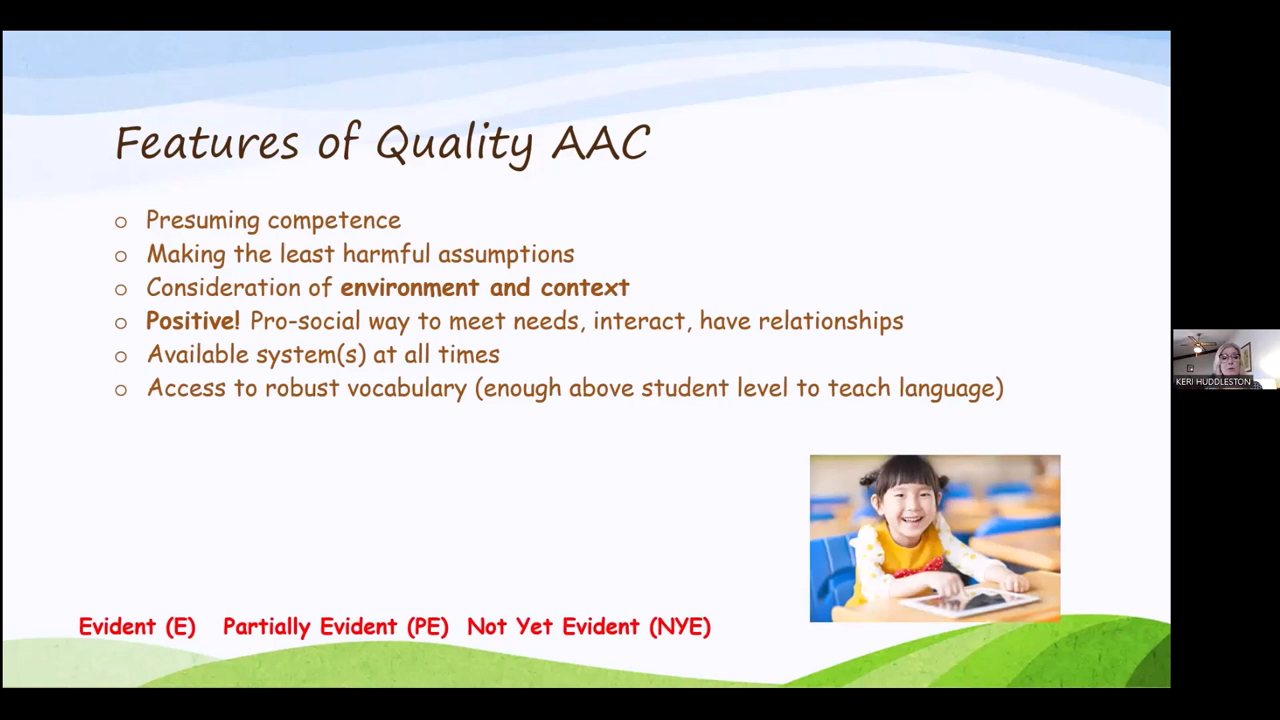 Features of Quality AAC
o Presuming competence
o Making the least harmful assumptions
o Consideration of environment and context
o Positive! Pro-social way to meet needs, interact, have relationships
o Available system(s) at all times
o Access to robust vocabulary (enough above student level to teach language)
KERI HUDDLESTON
Evident (E) Partially Evident (PE) Not Yet Evident (NYE)